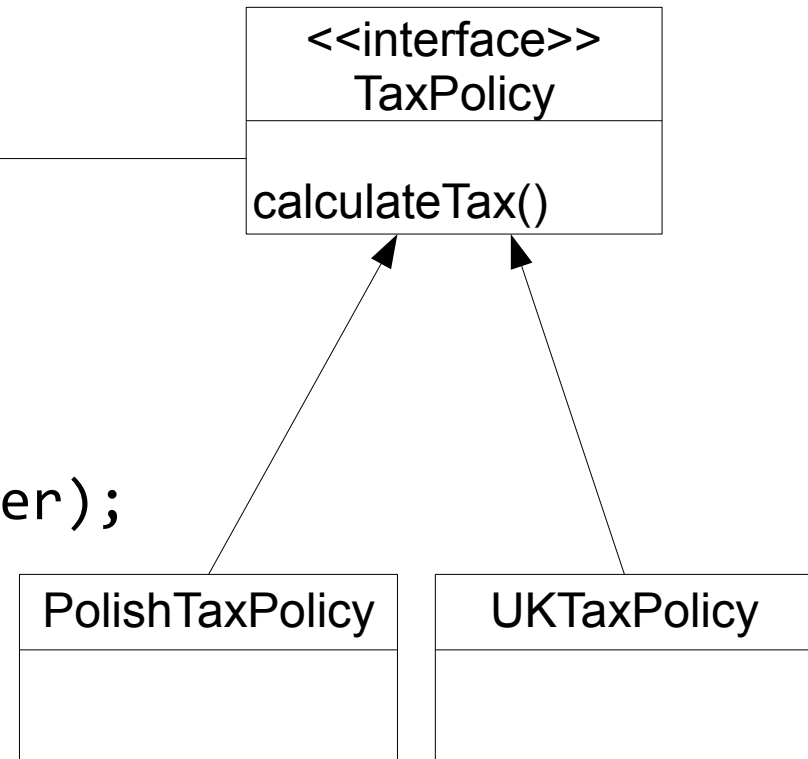 <<interface>>
TaxPolicy
calculateTax()
er);
PolishTaxPolicy
UKTaxPolicy